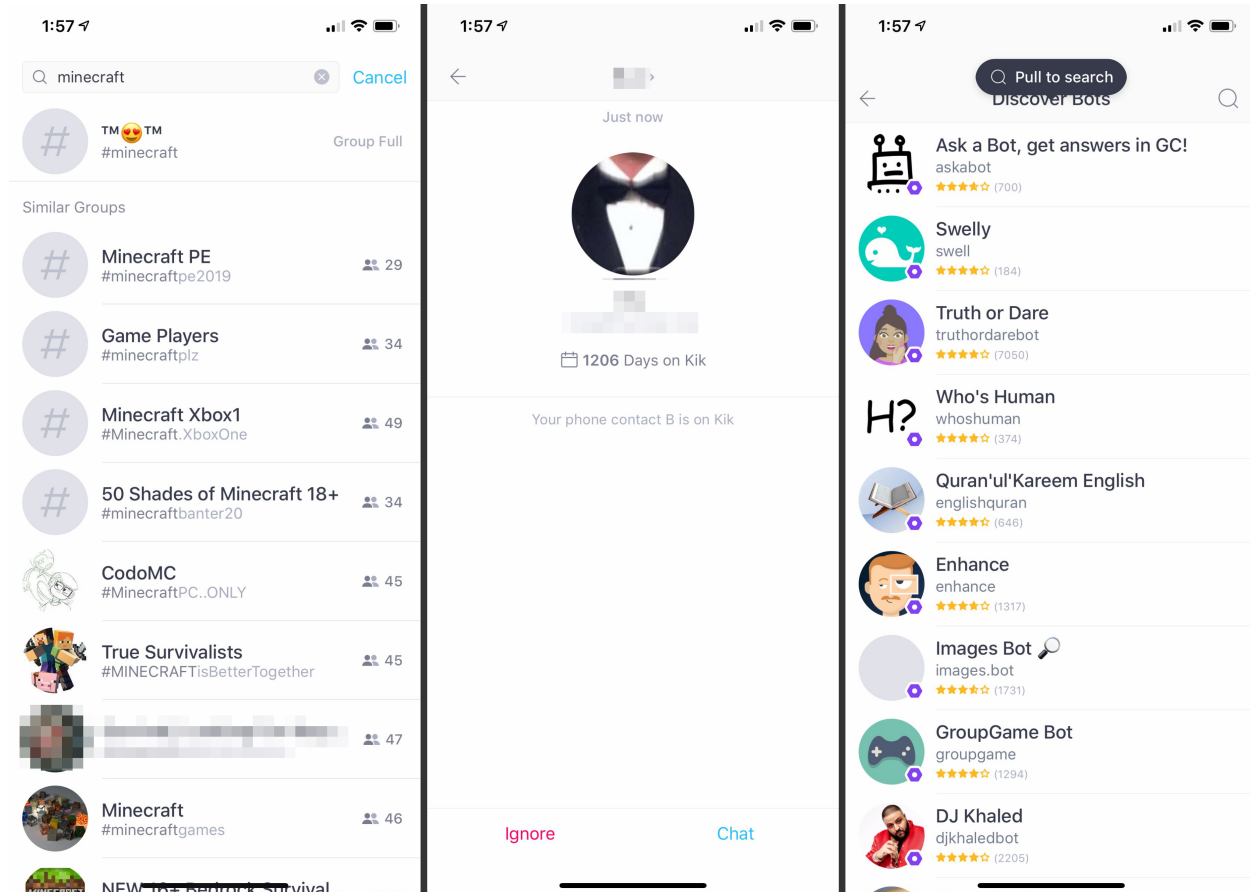 1:57
minecraft
Cancel
™😍™
#minecraft
Group Full
Similar Groups
Minecraft PE
#minecraftpe2019
29
Game Players
#minecraftplz
34
Minecraft Xbox1
#Minecraft.XboxOne
49
50 Shades of Minecraft 18+
#minecraftbanter20
34
CodoMC
#MinecraftPC..ONLY
45
True Survivalists
#MINECRAFTisBetterTogether
45
47
Minecraft
#minecraftgames
46
NEW 16+ Bedrock Survival
1:57
Just now
1206 Days on Kik
Your phone contact B is on Kik
Ignore
Chat
1:57
Pull to search
Discover Bots
Ask a Bot, get answers in GC!
askabot
(700)
Swelly
swell
(184)
Truth or Dare
truthordarebot
(7050)
H?
Who's Human
whoshuman
(374)
Quran'ul'Kareem English
englishquran
(646)
Enhance
enhance
(1317)
Images Bot 🔎
images.bot
(1731)
GroupGame Bot
groupgame
(1294)
DJ Khaled
djkhaledbot
(2205)